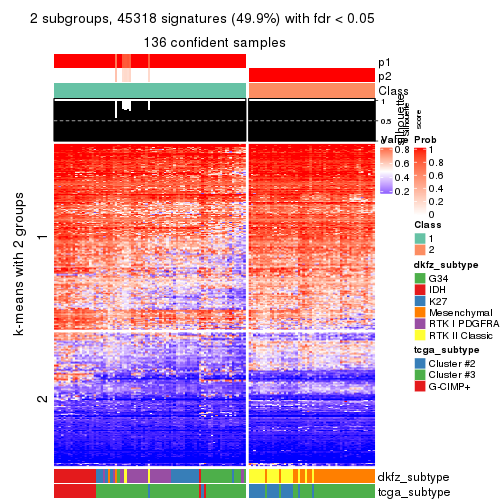 2 subgroups, 45318 signatures (49.9%) with fdr < 0.05
136 confident samples
p1
p2
Class
1
0.5
silhouette
Silhouette
score
k-means with 2 groups
1
2
Value
0.8
0.6
0.4
0.2
Prob
1
0.8
0.6
0.4
0.2
0
Class
1
2
dkfz_subtype
G34
IDH
K27
Mesenchymal
RTK I PDGFRA
RTK II Classic
tcga_subtype
Cluster #2
Cluster #3
G-CIMP+
dkfz_subtype
tcga_subtype